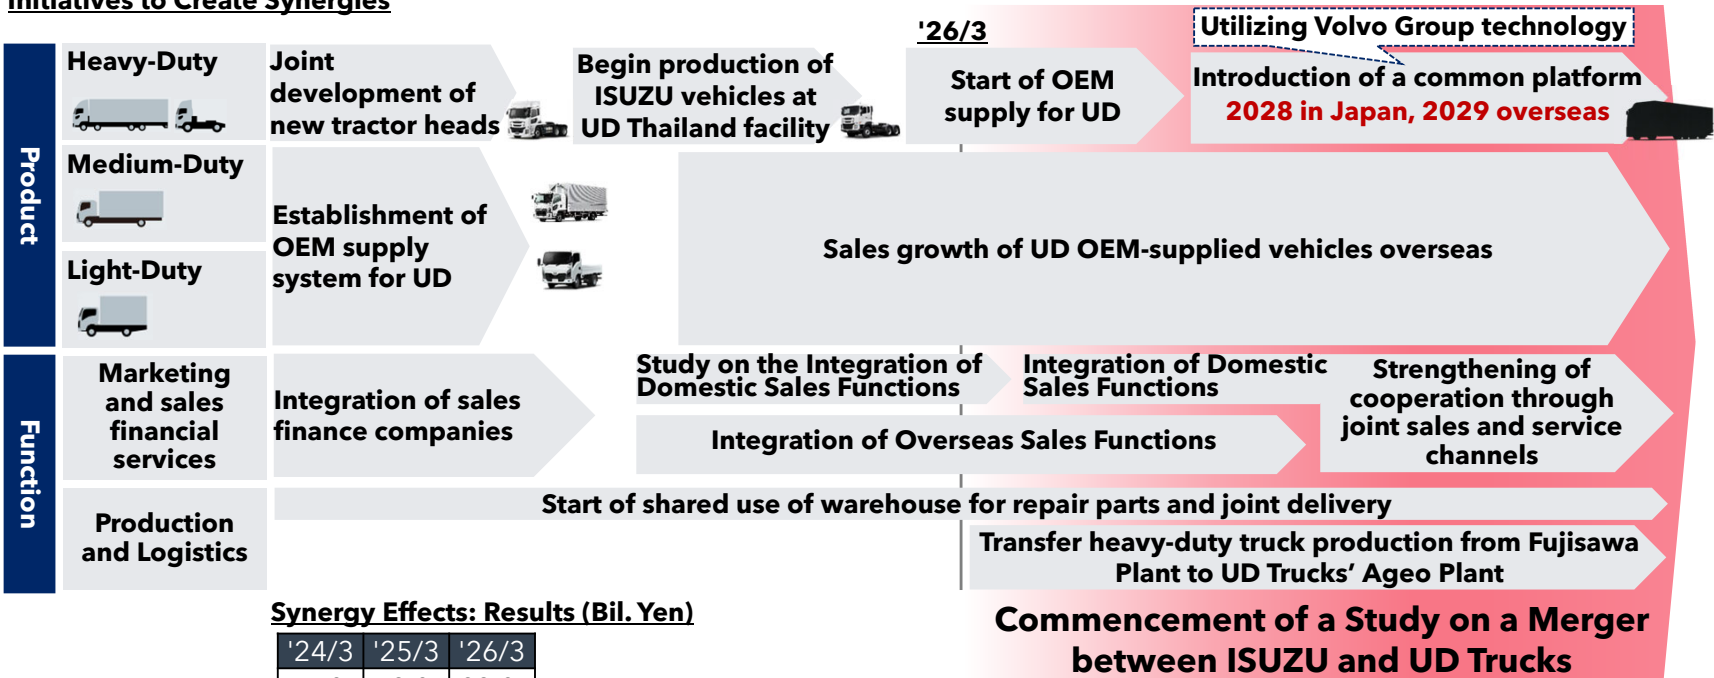 Initiatives to Create Synergies
'26/3
Utilizing Volvo Group technology
Product
Heavy-Duty
Joint
development of
new tractor heads
Begin production of
ISUZU vehicles at
UD Thailand facility
Start of OEM
supply for UD
Introduction of a common platform
2028 in Japan, 2029 overseas
Medium-Duty
Light-Duty
Establishment of
OEM supply
system for UD
Sales growth of UD OEM-supplied vehicles overseas
Function
Marketing
and sales
financial
services
Integration of sales
finance companies
Study on the Integration of
Domestic Sales Functions
Integration of Domestic
Sales Functions
Integration of Overseas Sales Functions
Strengthening of
cooperation through
joint sales and service
channels
Production
and Logistics
Start of shared use of warehouse for repair parts and joint delivery
Transfer heavy-duty truck production from Fujisawa
Plant to UD Trucks’ Ageo Plant
Synergy Effects: Results (Bil. Yen)
'24/3 '25/3 '26/3
Commencement of a Study on a Merger
between ISUZU and UD Trucks